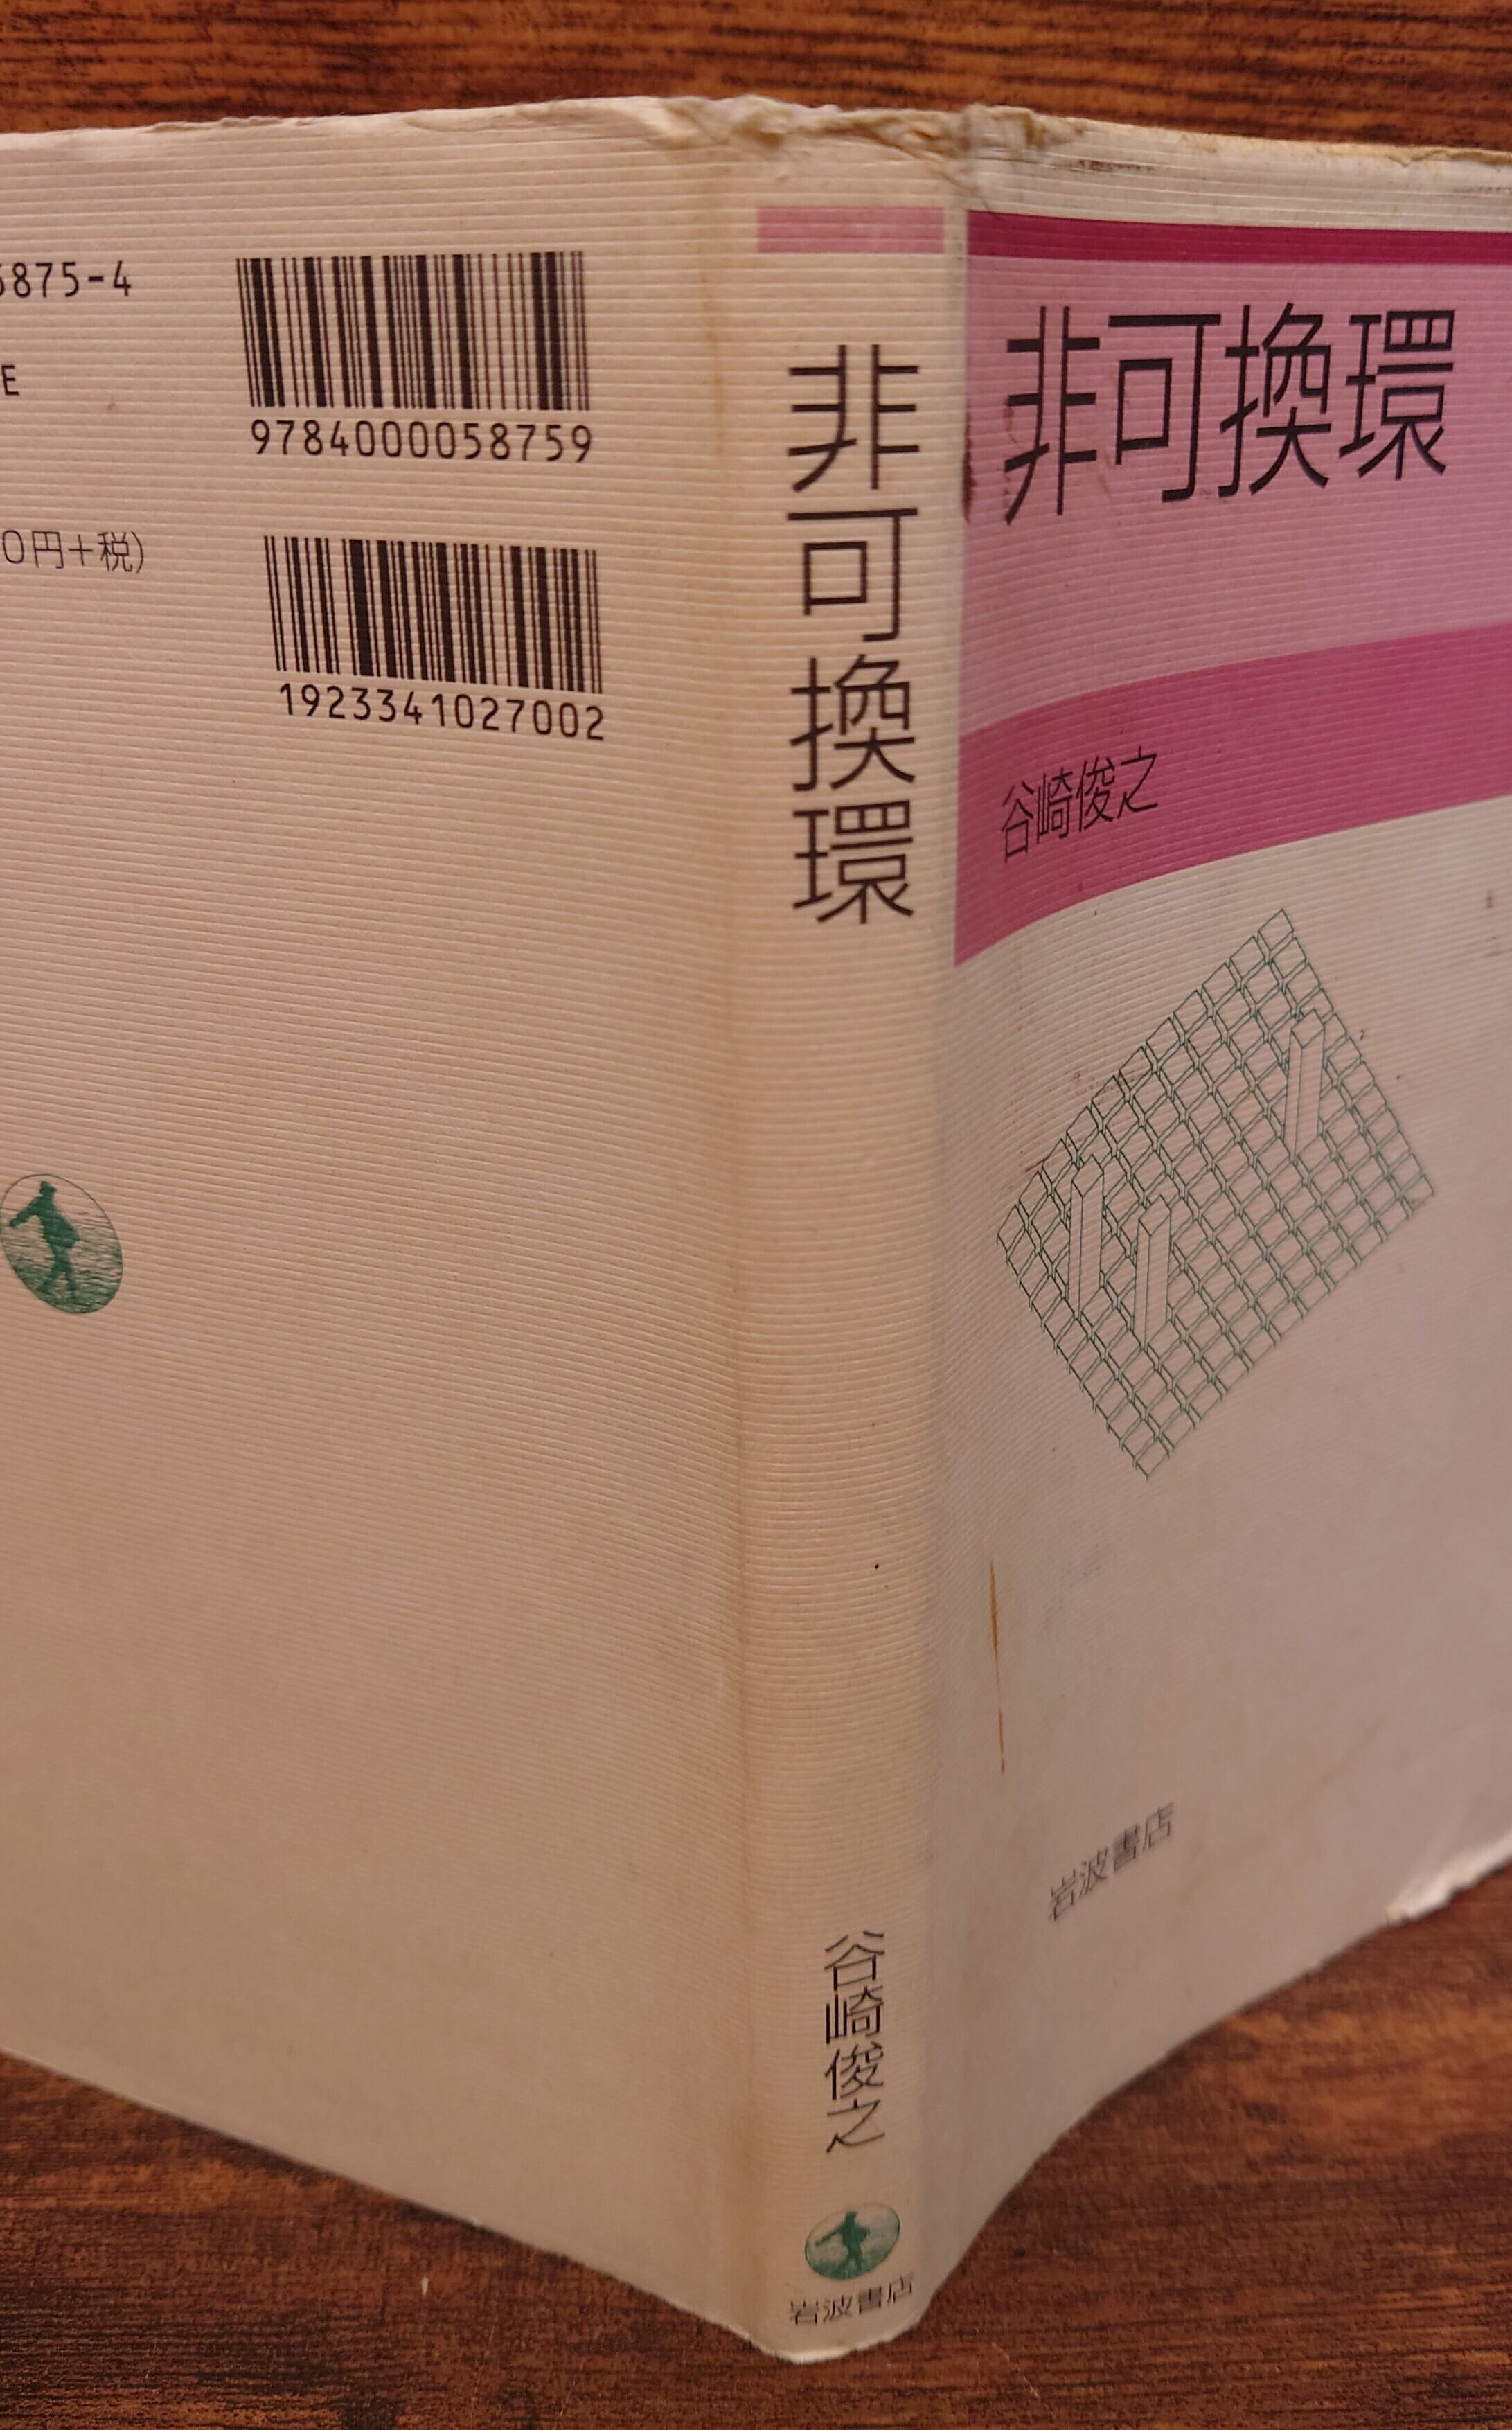 5875-4
E
9784000058759
0円+税)
1923341027002
非可換環
谷崎俊之
岩波書店
非可換環
谷崎俊之
岩波書店